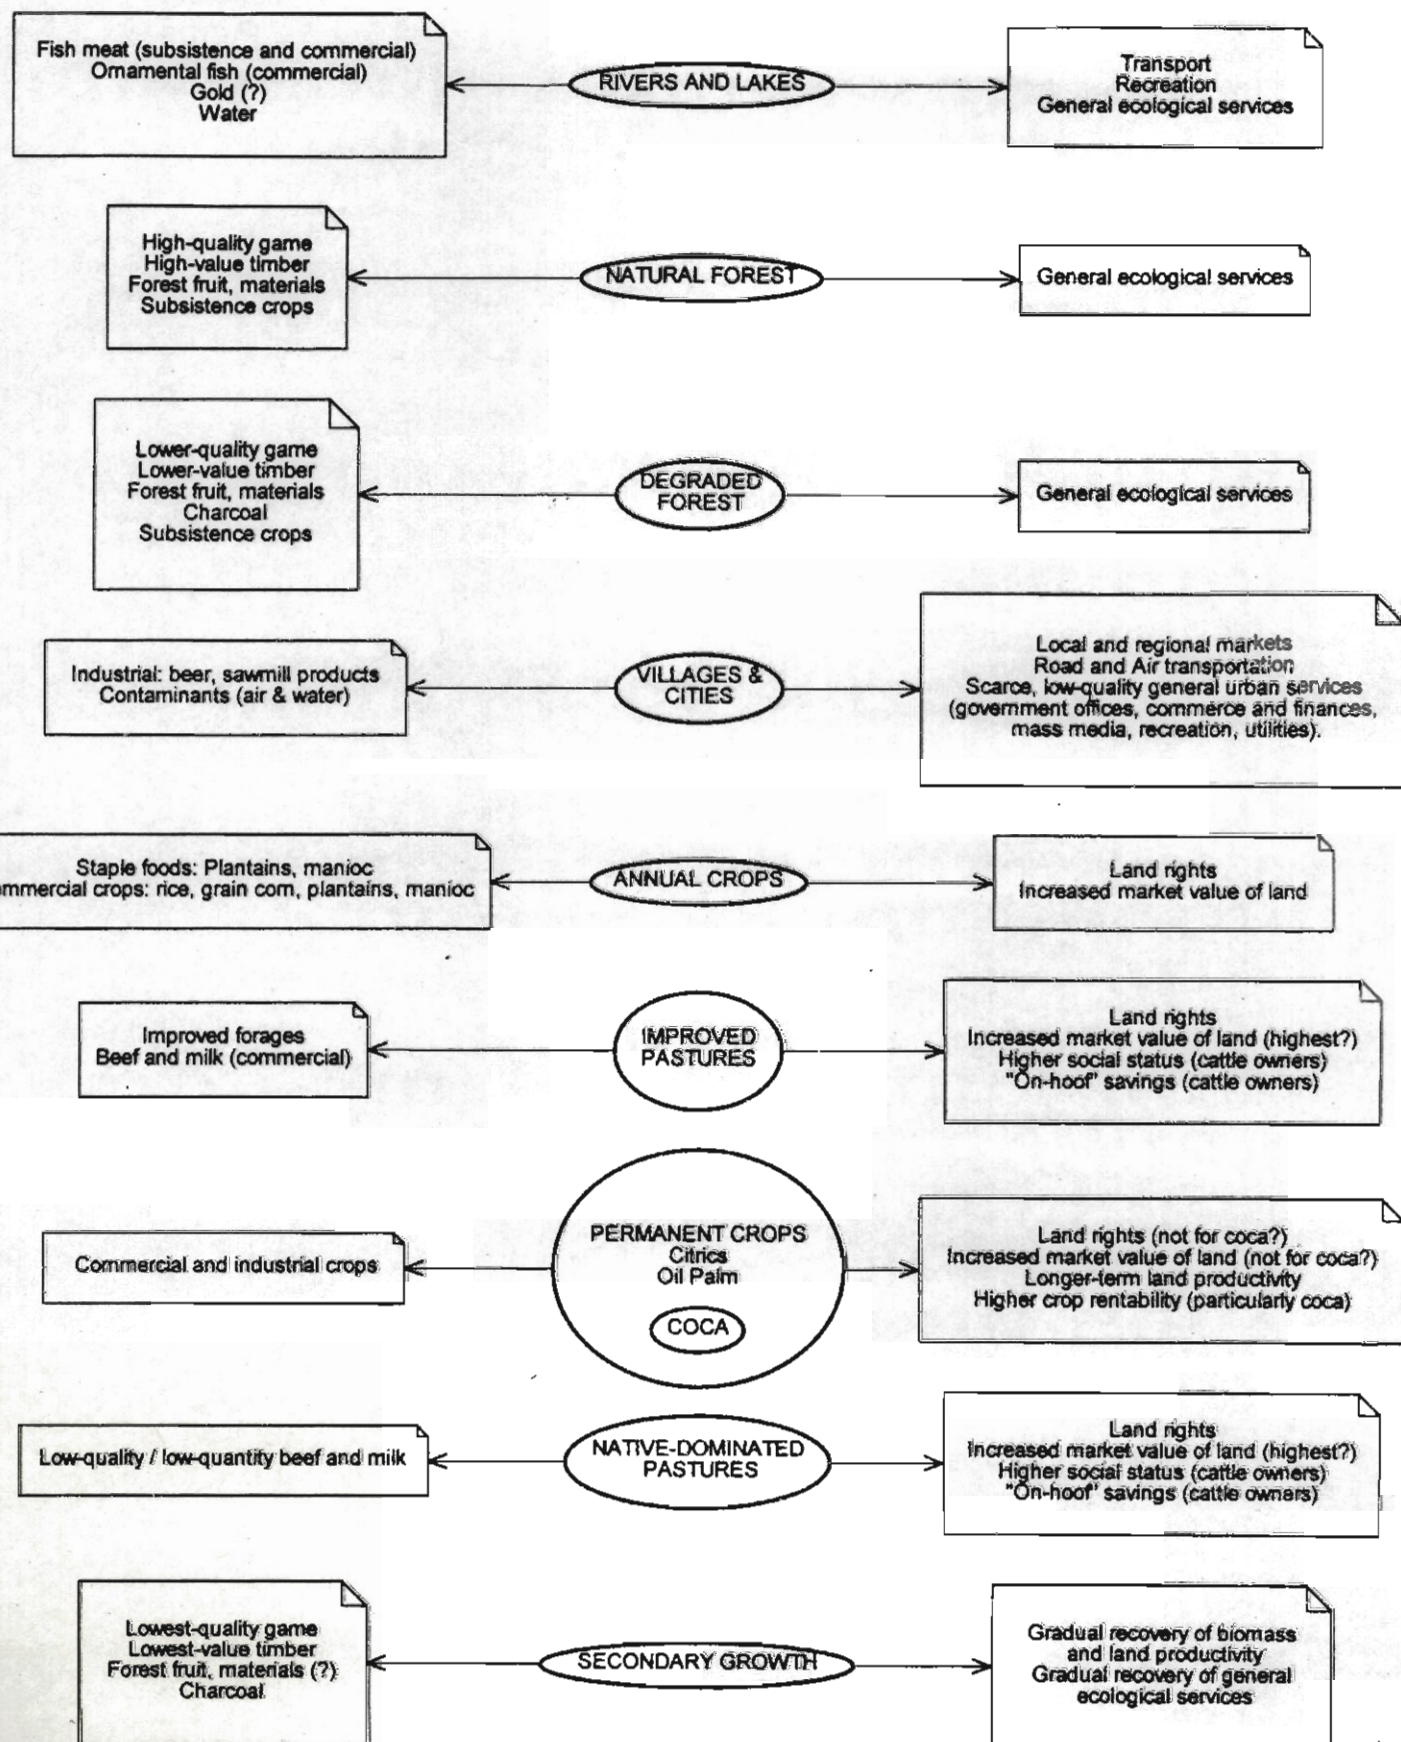 Fish meat (subsistence and commercial)
Ornamental fish (commercial)
Gold (?)
Water
RIVERS AND LAKES
Transport
Recreation
General ecological services
High-quality game
High-value timber
Forest fruit, materials
Subsistence crops
NATURAL FOREST
General ecological services
Lower-quality game
Lower-value timber
Forest fruit, materials
Charcoal
Subsistence crops
DEGRADED
FOREST
General ecological services
Industrial: beer, sawmill products
Contaminants (air & water)
VILLAGES &
CITIES
Local and regional markets
Road and Air transportation
Scarce, low-quality general urban services
(government offices, commerce and finances,
mass media, recreation, utilities).
Staple foods: Plantains, manioc
mmercial crops: rice, grain corn, plantains, manioc
ANNUAL CROPS
Land rights
Increased market value of land
Improved forages
Beef and milk (commercial)
IMPROVED
PASTURES
Land rights
Increased market value of land (highest?)
Higher social status (cattle owners)
"On-hoof" savings (cattle owners)
Commercial and industrial crops
PERMANENT CROPS
Citrics
Oil Palm
COCA
Land rights (not for coca?)
Increased market value of land (not for coca?)
Longer-term land productivity
Higher crop rentability (particularly coca)
Low-quality / low-quantity beef and milk
NATIVE-DOMINATED
PASTURES
Land rights
Increased market value of land (highest?)
Higher social status (cattle owners)
"On-hoof" savings (cattle owners)
Lowest-quality game
Lowest-value timber
Forest fruit, materials (?)
Charcoal
SECONDARY GROWTH
Gradual recovery of biomass
and land productivity
Gradual recovery of general
ecological services